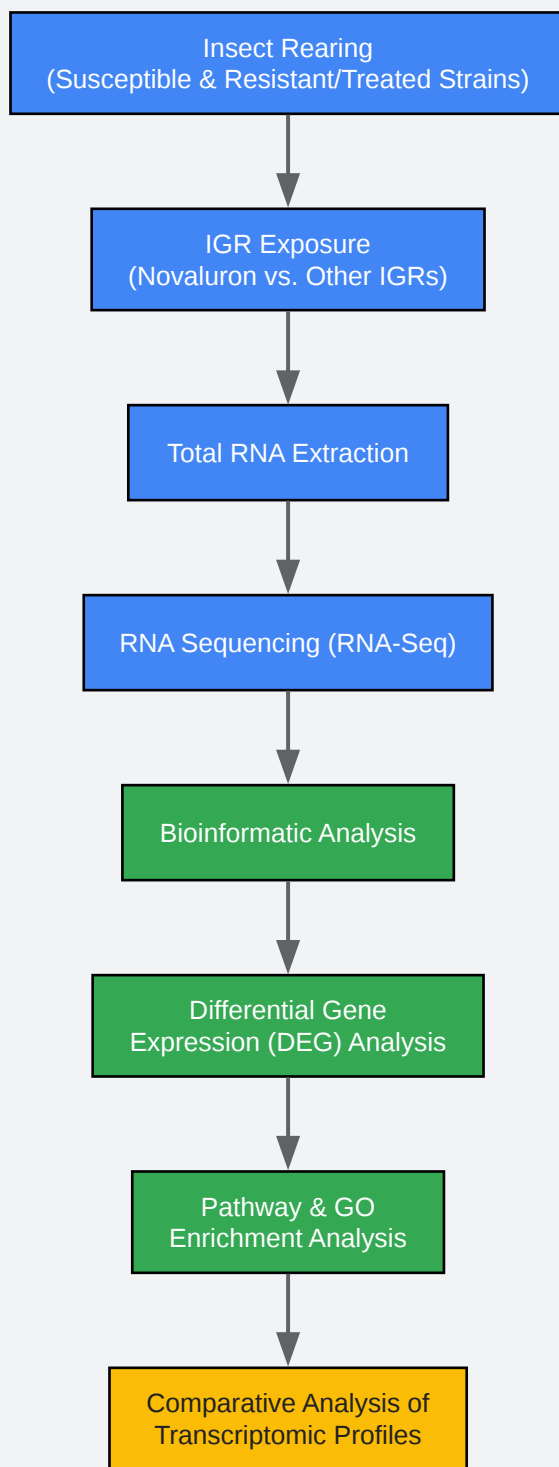 Insect Rearing
(Susceptible & Resistant/Treated Strains)
IGR Exposure
(Novaluron vs. Other IGRs)
Total RNA Extraction
RNA Sequencing (RNA-Seq)
Bioinformatic Analysis
Differential Gene
Expression (DEG) Analysis
Pathway & GO
Enrichment Analysis
Comparative Analysis of
Transcriptomic Profiles